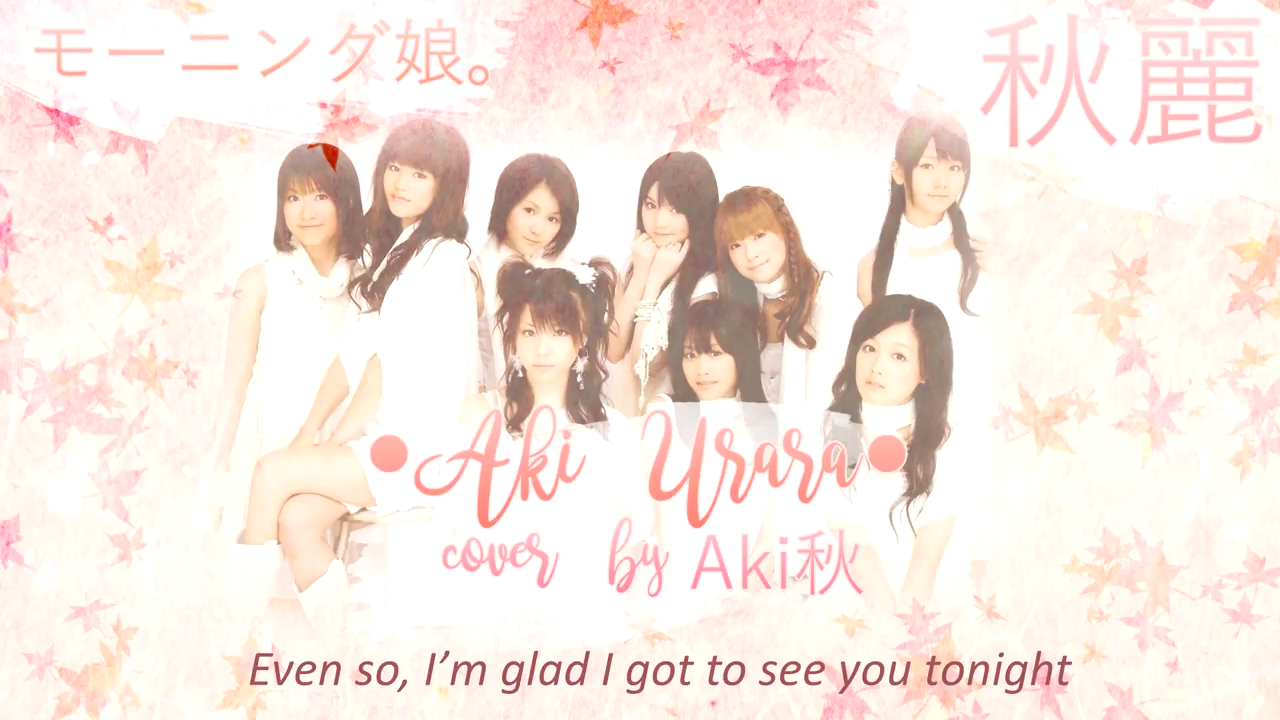 モーニング娘。
秋麗
•Aki Urara•
cover by Aki秋
Even so, I’m glad I got to see you tonight